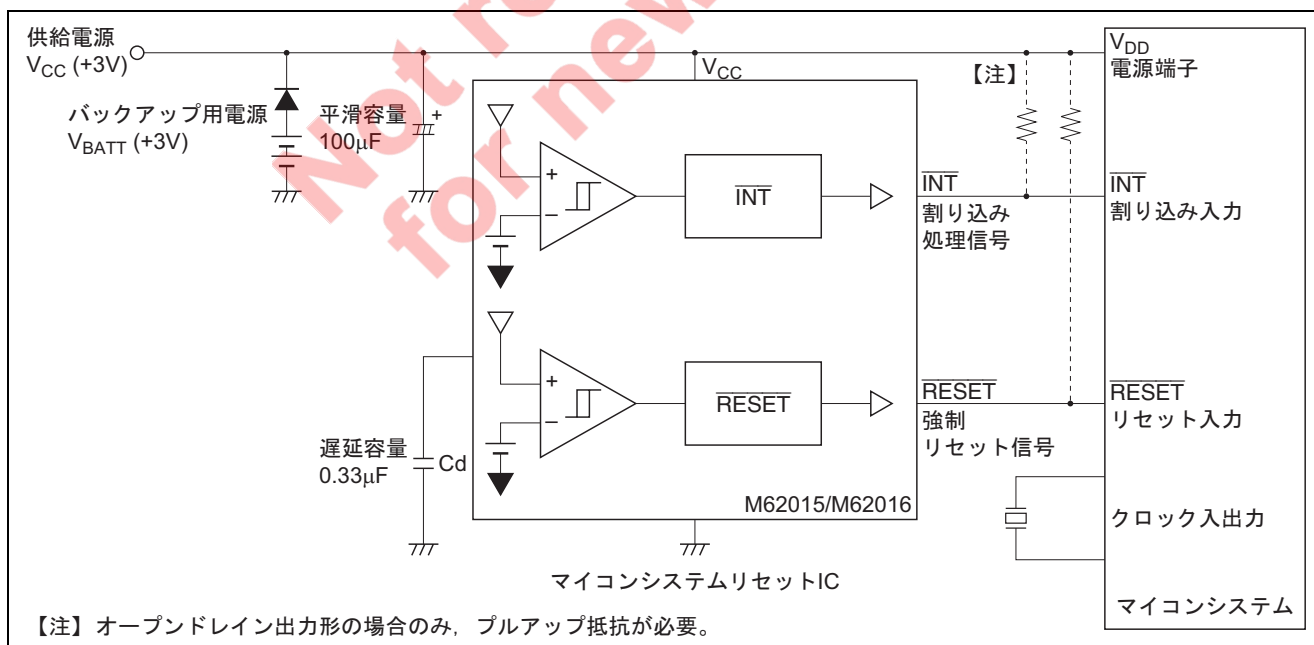 Not re
for new
供給電源
VCC (+3V)
バックアップ用電源
VBATT (+3V)
平滑容量
100μF
+
VCC
【注】
VDD
電源端子
+
−
INT
INT
割り込み
処理信号
INT
割り込み入力
+
−
RESET
RESET
強制
リセット信号
RESET
リセット入力
遅延容量
0.33μF
Cd
M62015/M62016
クロック入出力
マイコンシステムリセットIC
マイコンシステム
【注】オープンドレイン出力形の場合のみ，プルアップ抵抗が必要。